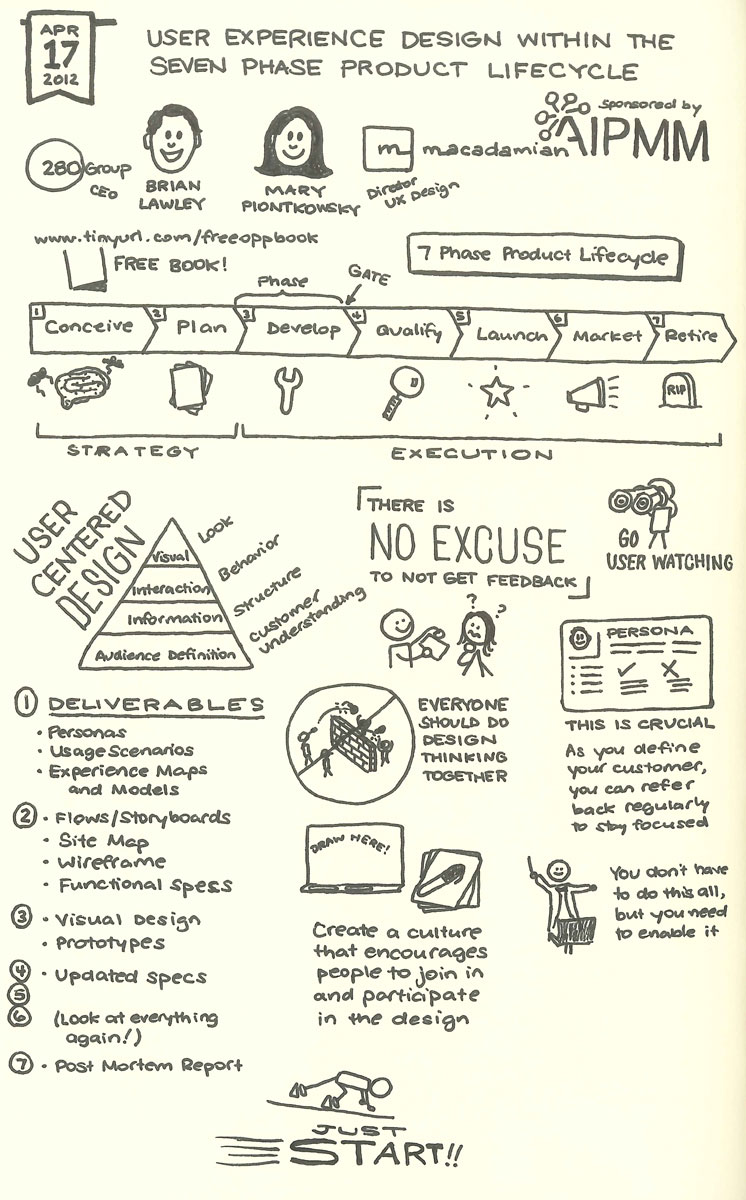 APR
17
2012
USER EXPERIENCE DESIGN WITHIN THE
SEVEN PHASE PRODUCT LIFECYCLE
Sponsored by
AIPMM
280 Group
CEO
BRIAN
LAWLEY
MARY
PIONTKOWSKY
m macadamian
Director
UX Design
www.tinyurl.com/freeoppbook
FREE BOOK!
7 Phase Product Lifecycle
Phase
GATE
1 Conceive
2 Plan
3 Develop
4 Qualify
5 Launch
6 Market
7 Retire
RIP
STRATEGY
EXECUTION
USER
CENTERED
DESIGN
Visual
Look
Interaction
Behavior
Information
Structure
Audience Definition
Customer
understanding
THERE IS
NO EXCUSE
TO NOT GET FEEDBACK
? ?
GO
USER WATCHING
PERSONA
THIS IS CRUCIAL
As you define
your customer,
you can refer
back regularly
to stay focused
1 DELIVERABLES
• Personas
• Usage Scenarios
• Experience Maps
and Models
2 • Flows/Storyboards
• Site Map
• Wireframe
• Functional Specs
3 • Visual Design
• Prototypes
4 • Updated specs
5
6 (Look at everything
again!)
7 • Post Mortem Report
EVERYONE
SHOULD DO
DESIGN
THINKING
TOGETHER
DRAW HERE!
Create a culture
that encourages
people to join in
and participate
in the design
You don't have
to do this all,
but you need
to enable it
JUST
START!!